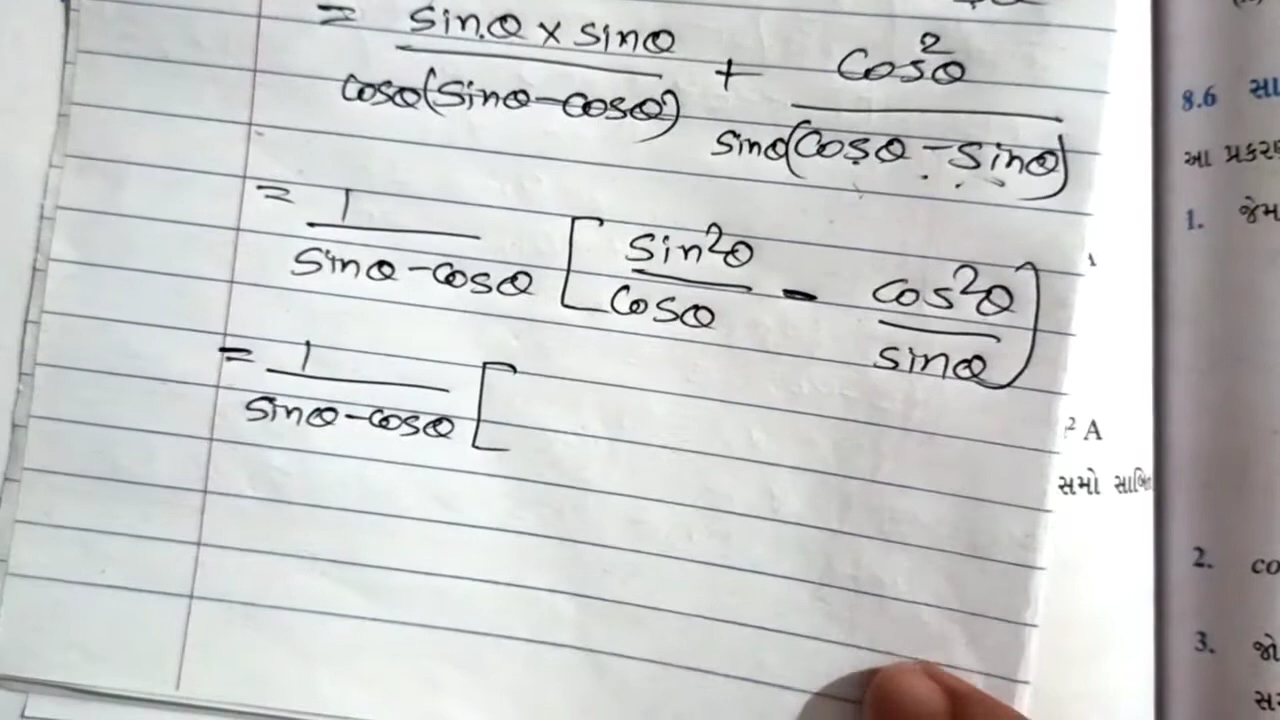 = sinθ × sinθ / cosθ(sinθ - cosθ) + cos²θ / sinθ(cosθ - sinθ)
= 1 / sinθ - cosθ [ sin²θ / cosθ - cos²θ / sinθ )
= 1 / sinθ - cosθ [
8.6
આ
1. જેમ
² A
સમો
2. co
3. જો